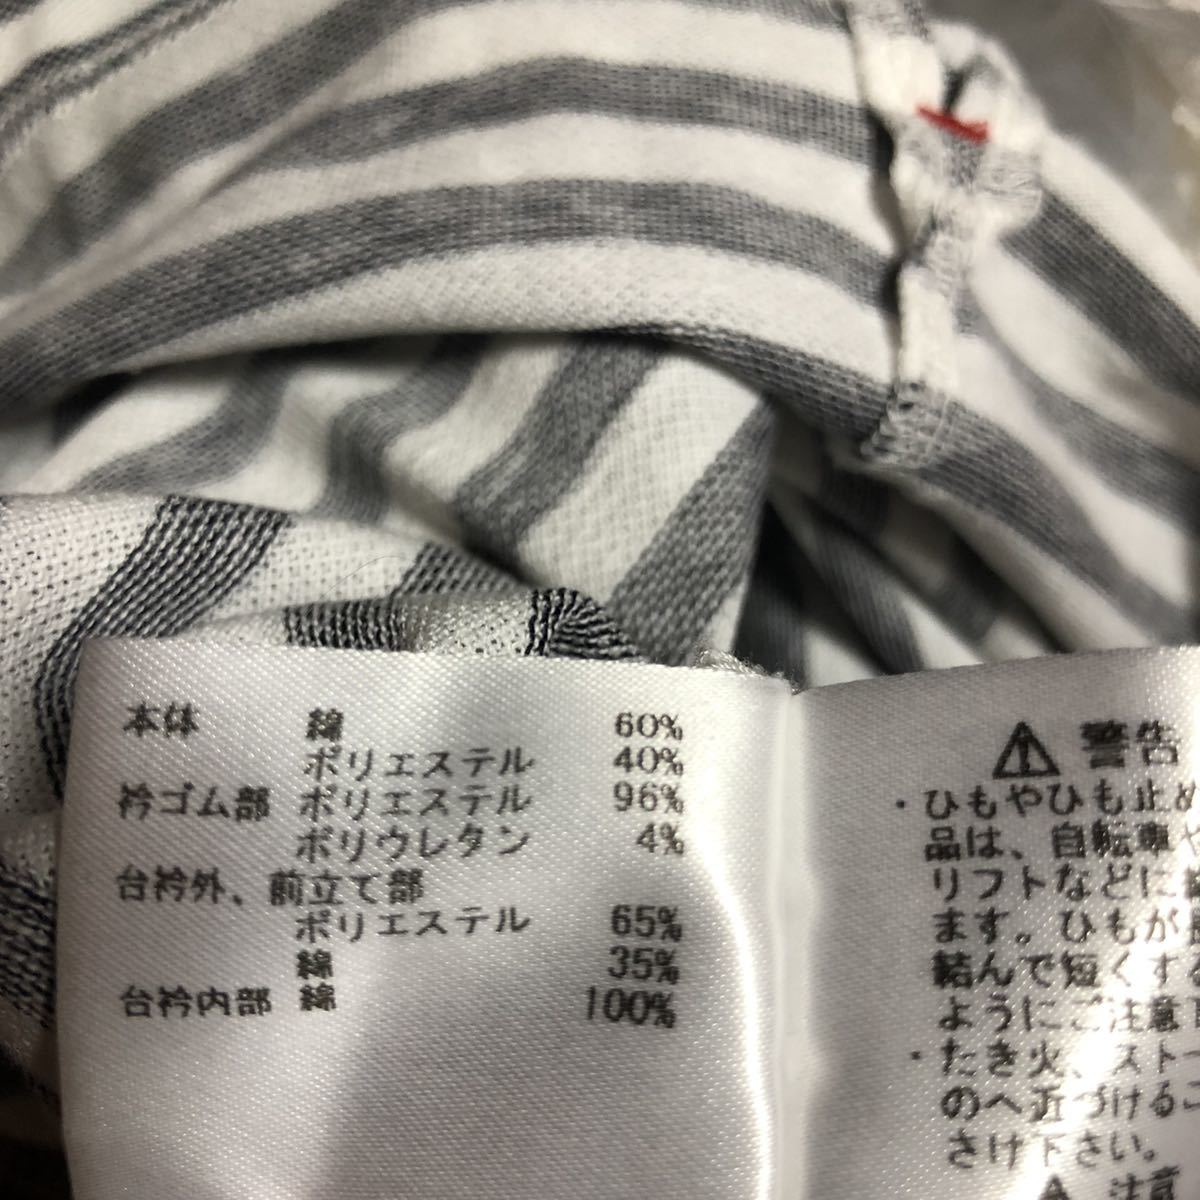 本体 綿 60%
ポリエステル 40%
衿ゴム部 ポリエステル 96%
ポリウレタン 4%
台衿外、前立て部
ポリエステル 65%
綿 35%
台衿内部 綿 100%
⚠ 警告
・ひもやひも止め
品は、自転車や
リフトなどに
ます。ひもが
結んで短くする
ようにご注意
・たき火、スト
のへ近づけるこ
さけ下さい。
注意